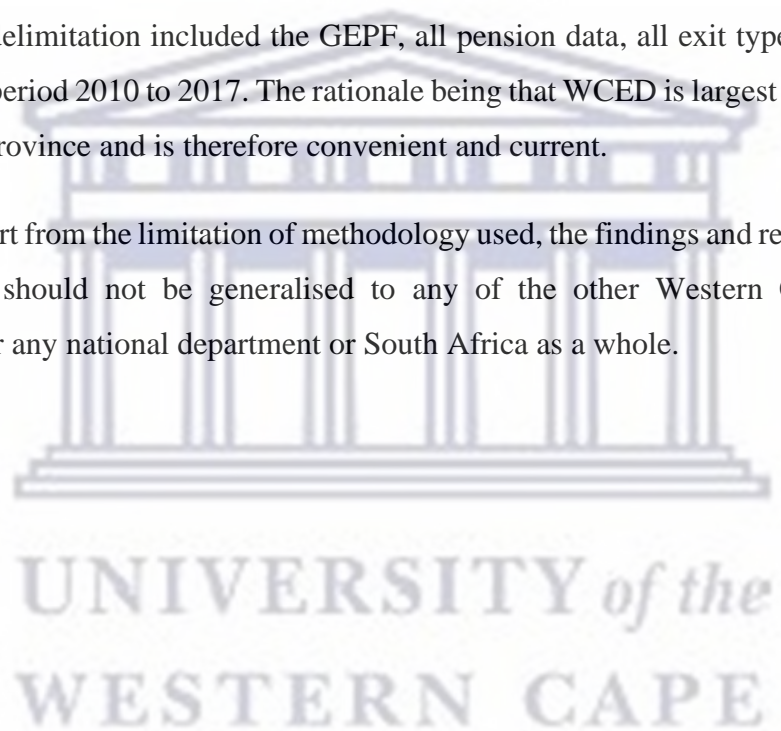 elimitation included the GEPF, all pension data, all exit type
period 2010 to 2017. The rationale being that WCED is largest
rovince and is therefore convenient and current.
rt from the limitation of methodology used, the findings and re
should not be generalised to any of the other Western
r any national department or South Africa as a whole.
UNIVERSITY of the
WESTERN CAPE